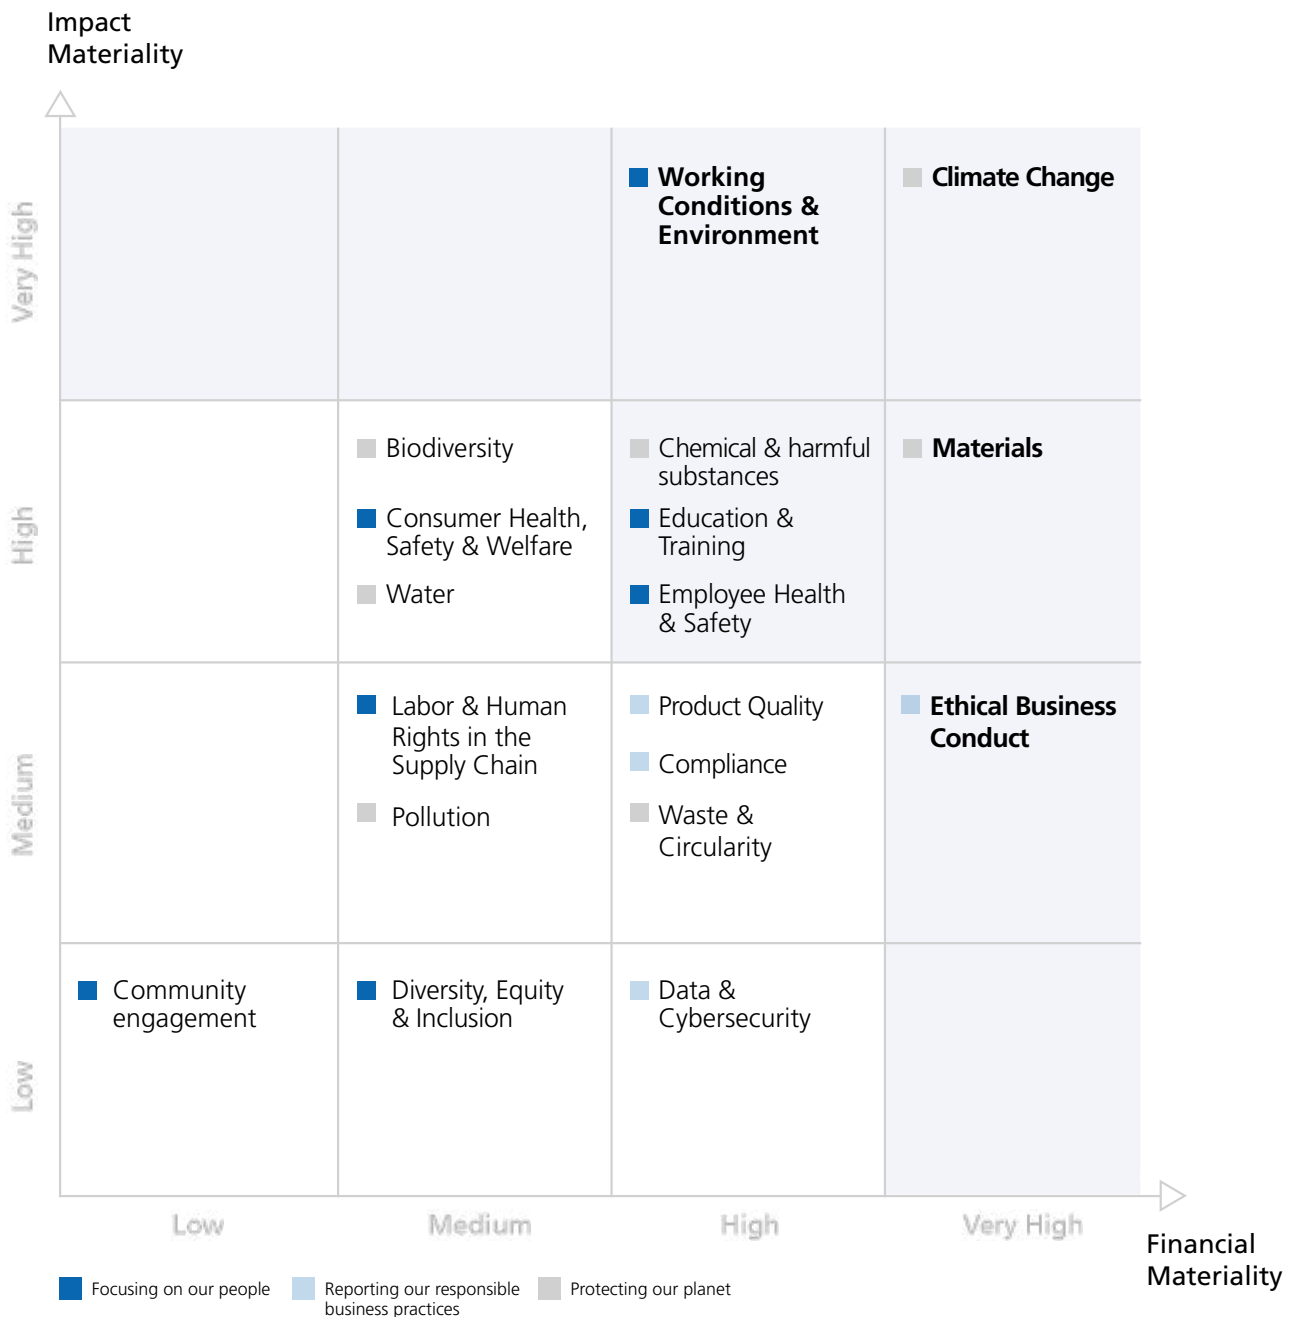 Impact
Materiality
Very High
Working
Conditions &
Environment
Climate Change
High
Biodiversity
Consumer Health,
Safety & Welfare
Water
Chemical & harmful
substances
Education &
Training
Employee Health
& Safety
Materials
Medium
Labor & Human
Rights in the
Supply Chain
Pollution
Product Quality
Compliance
Waste &
Circularity
Ethical Business
Conduct
Low
Community
engagement
Diversity, Equity
& Inclusion
Data &
Cybersecurity
Low
Medium
High
Very High
Financial
Materiality
Focusing on our people
Reporting our responsible
business practices
Protecting our planet